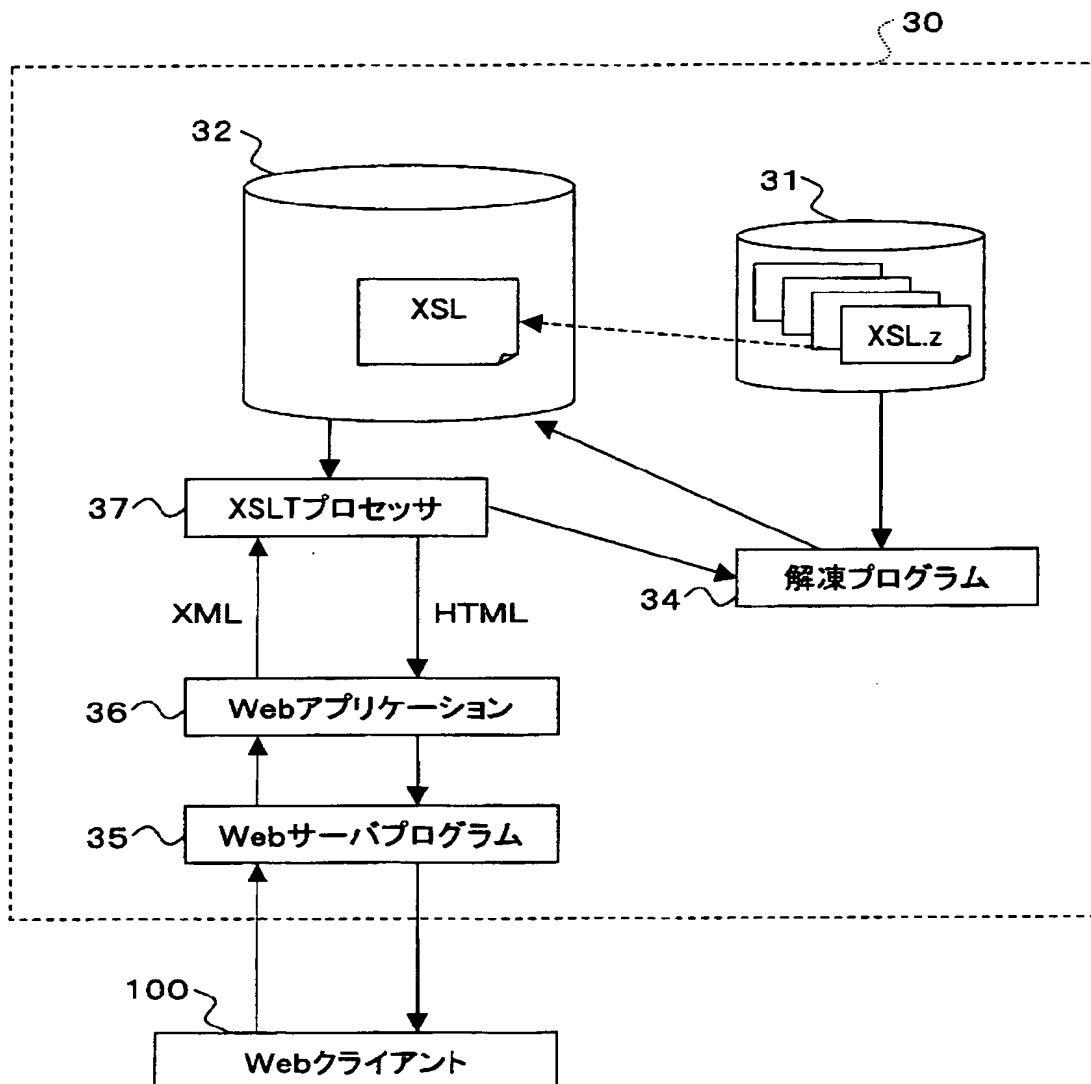 30
32
31
XSL
XSL.z
37
XSLTプロセッサ
解凍プログラム
34
XML
HTML
36
Webアプリケーション
35
Webサーバプログラム
100
Webクライアント